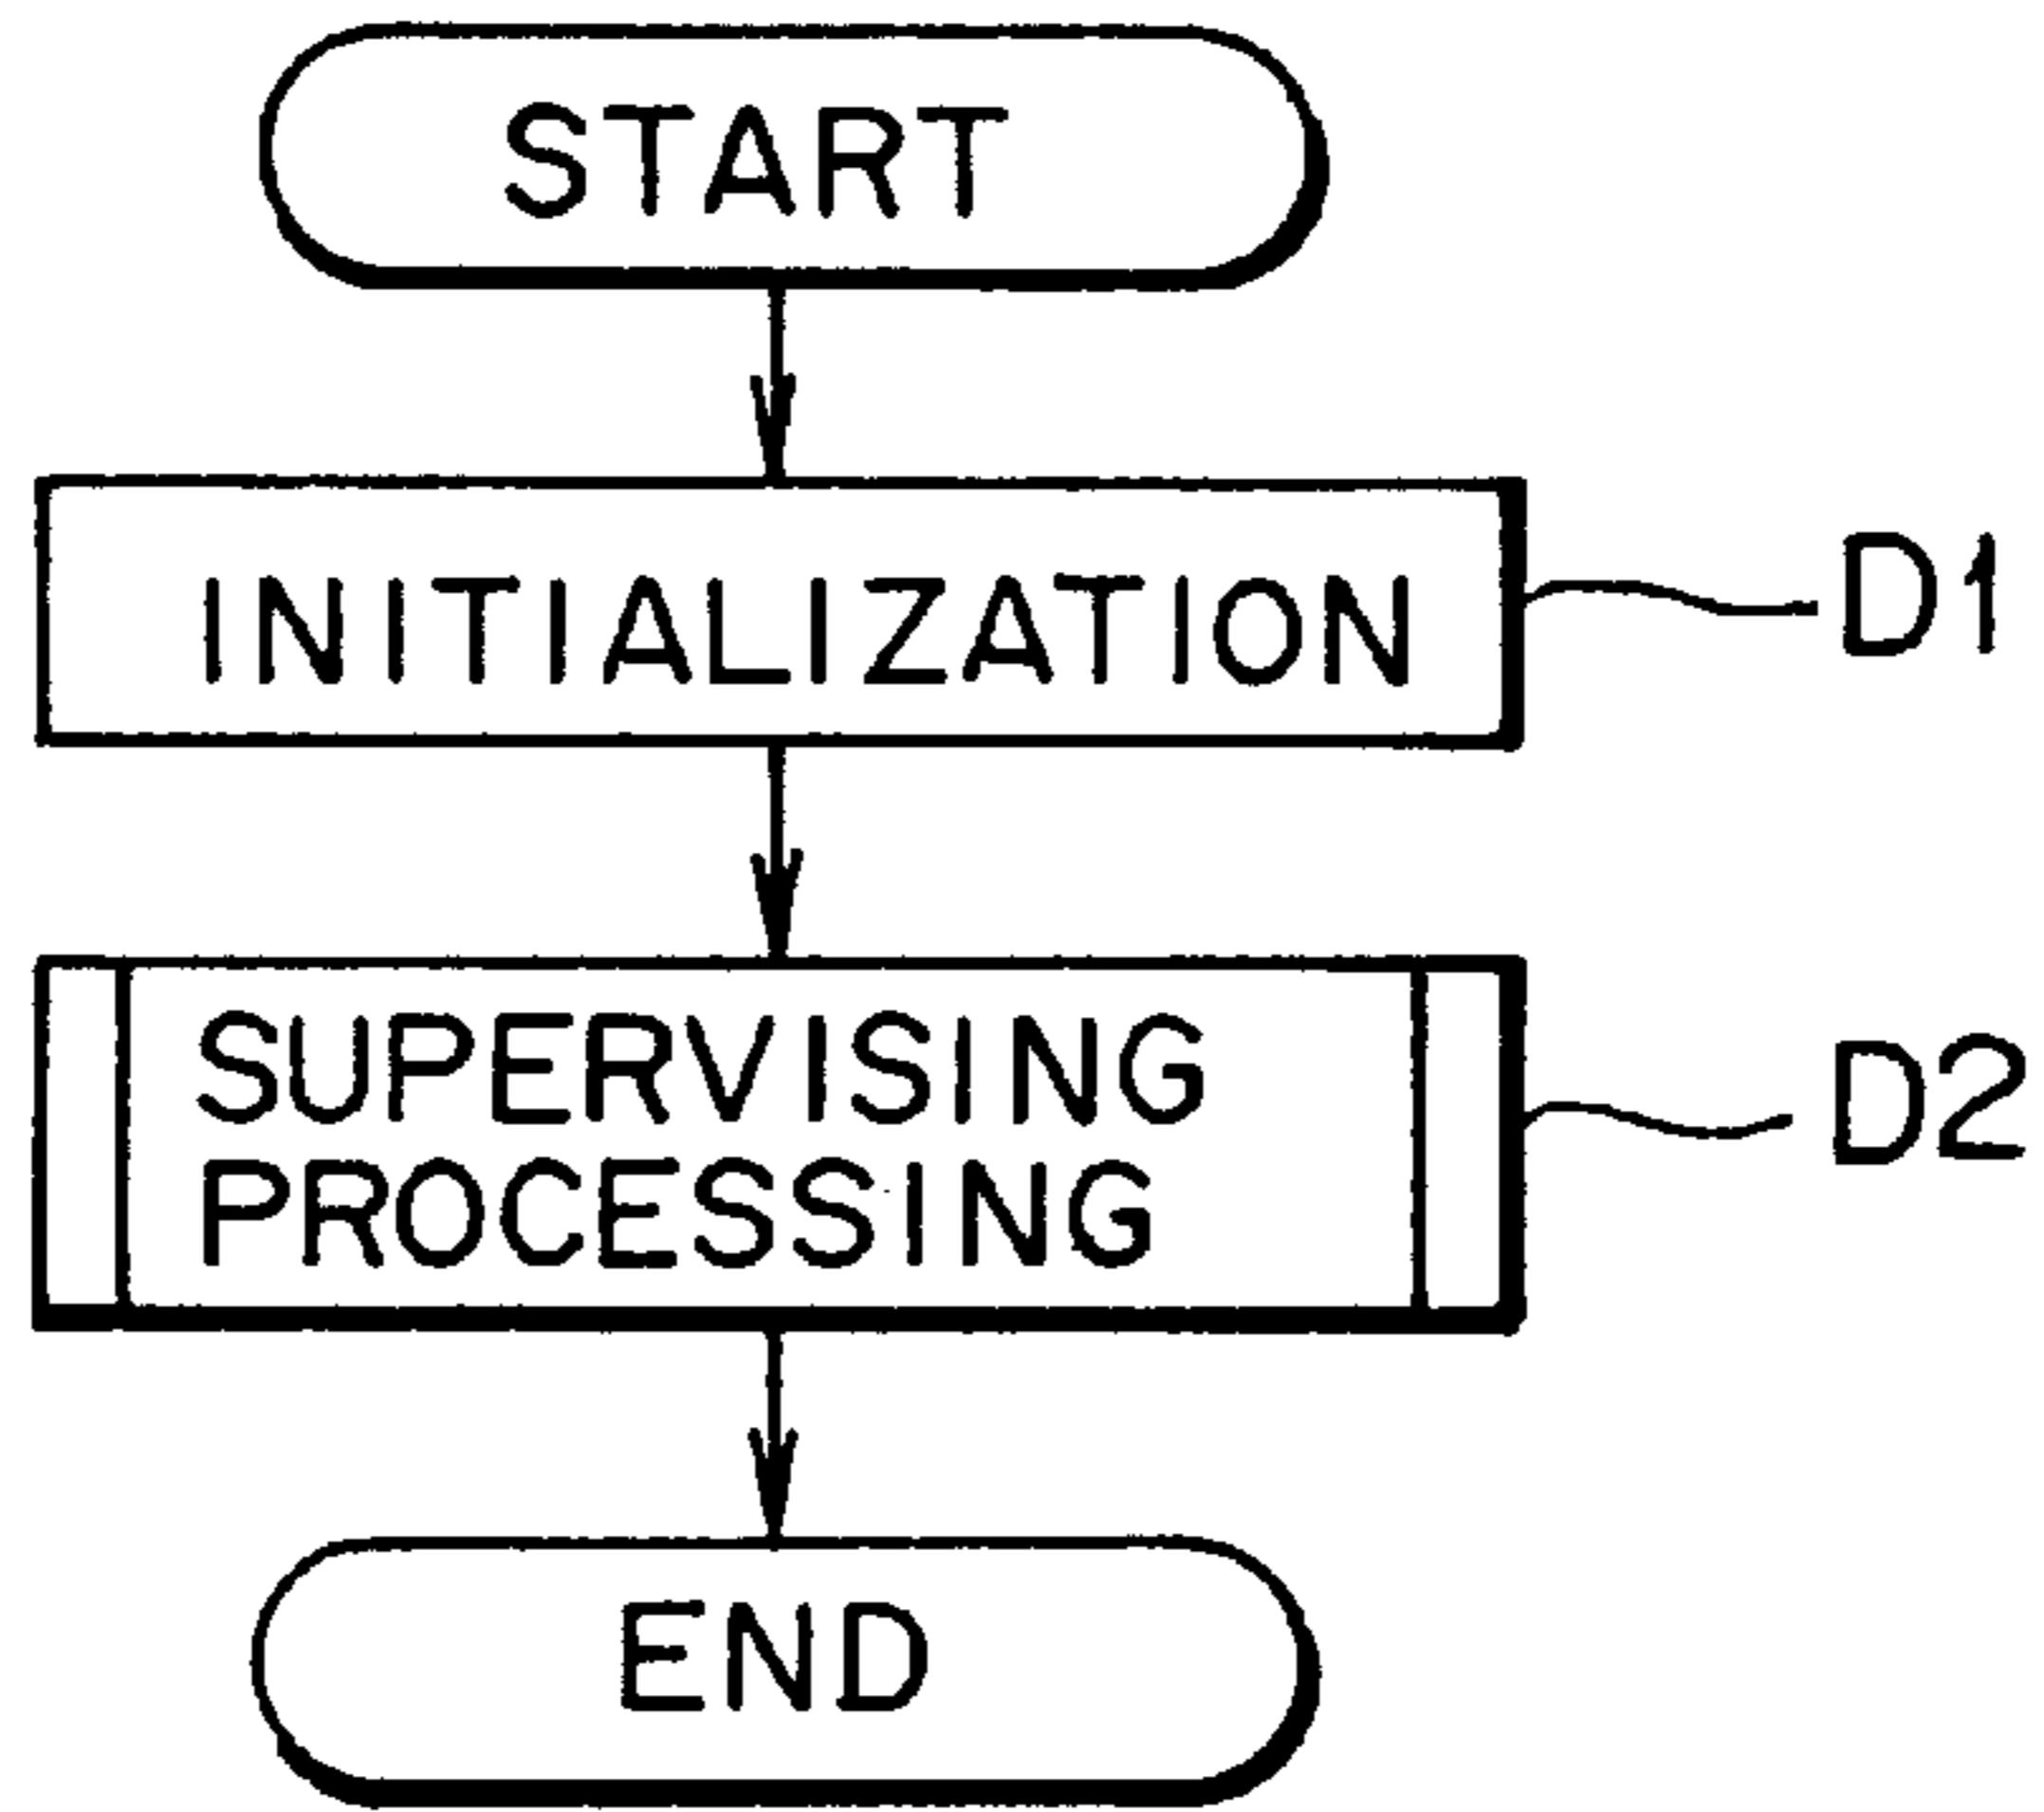 START
INITIALIZATION
D1
SUPERVISING
PROCESSING
D2
END